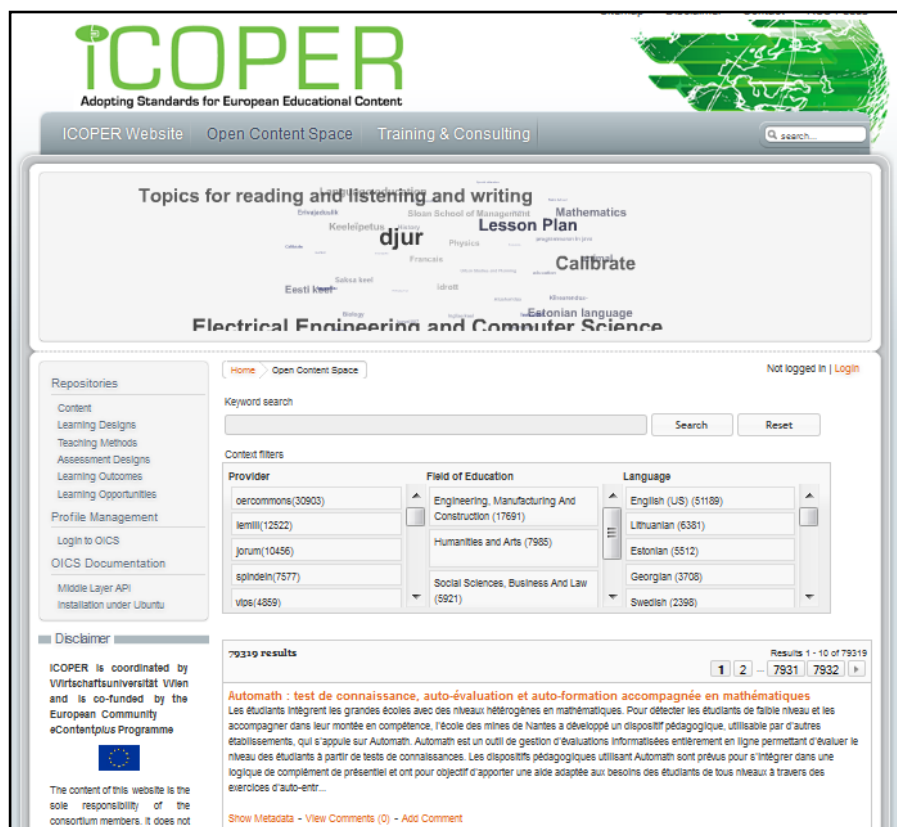 iCOPER
Adopting Standards for European Educational Content
ICOPER Website
Open Content Space
Training & Consulting
search...
Topics for reading and listening and writing
Sloan School of Management
Mathematics
Keeleõpetus
Lesson Plan
djur
Physics
Francais
Calibrate
Saksa keel
Eesti keel
idrott
Biology
Estonian language
Electrical Engineering and Computer Science
Repositories
Content
Learning Designs
Teaching Methods
Assessment Designs
Learning Outcomes
Learning Opportunities
Profile Management
Login to OICS
OICS Documentation
Middle Layer API
Installation under Ubuntu
Disclaimer
ICOPER is coordinated by
Wirtschaftsuniversität Wien
and is co-funded by the
European Community
eContentplus Programme
The content of this website is the
sole responsibility of the
consortium members. It does not
Home
Open Content Space
Not logged in | Login
Keyword search
Search
Reset
Context filters
Provider
oercommons(30903)
lemill(12522)
jorum(10456)
spindeln(7577)
vips(4859)
Field of Education
Engineering, Manufacturing And
Construction (17691)
Humanities and Arts (7985)
Social Sciences, Business And Law
(5921)
Language
English (US) (51189)
Lithuanian (6381)
Estonian (5512)
Georgian (3708)
Swedish (2398)
79319 results
Results 1 - 10 of 79319
1 2 ... 7931 7932
Automath : test de connaissance, auto-évaluation et auto-formation accompagnée en mathématiques
Les étudiants intègrent les grandes écoles avec des niveaux hétérogènes en mathématiques. Pour détecter les étudiants de faible niveau et les
accompagner dans leur montée en compétence, l'école des mines de Nantes a développé un dispositif pédagogique, utilisable par d'autres
établissements, qui s'appuie sur Automath. Automath est un outil de gestion d'évaluations informatisées entièrement en ligne permettant d'évaluer le
niveau des étudiants à partir de tests de connaissances. Les dispositifs pédagogiques utilisant Automath sont prévus pour s'intégrer dans une
logique de complément de présentiel et ont pour objectif d'apporter une aide adaptée aux besoins des étudiants de tous niveaux à travers des
exercices d'auto-entr...
Show Metadata - View Comments (0) - Add Comment